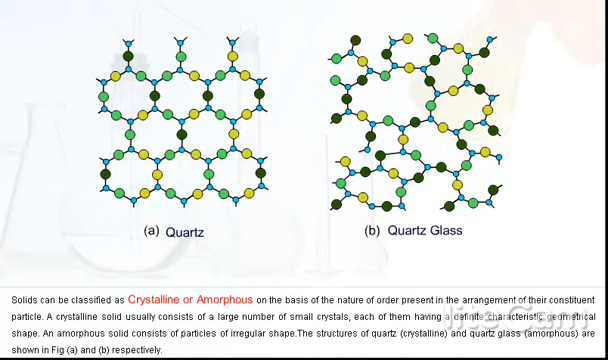 (a) Quartz
(b) Quartz Glass
Solids can be classified as Crystalline or Amorphous on the basis of the nature of order present in the arrangement of their constituent
particle. A crystalline solid usually consists of a large number of small crystals, each of them having a definite characteristic geometrical
shape. An amorphous solid consists of particles of irregular shape.The structures of quartz (crystalline) and quartz glass (amorphous) are
shown in Fig (a) and (b) respectively.
liteCam!